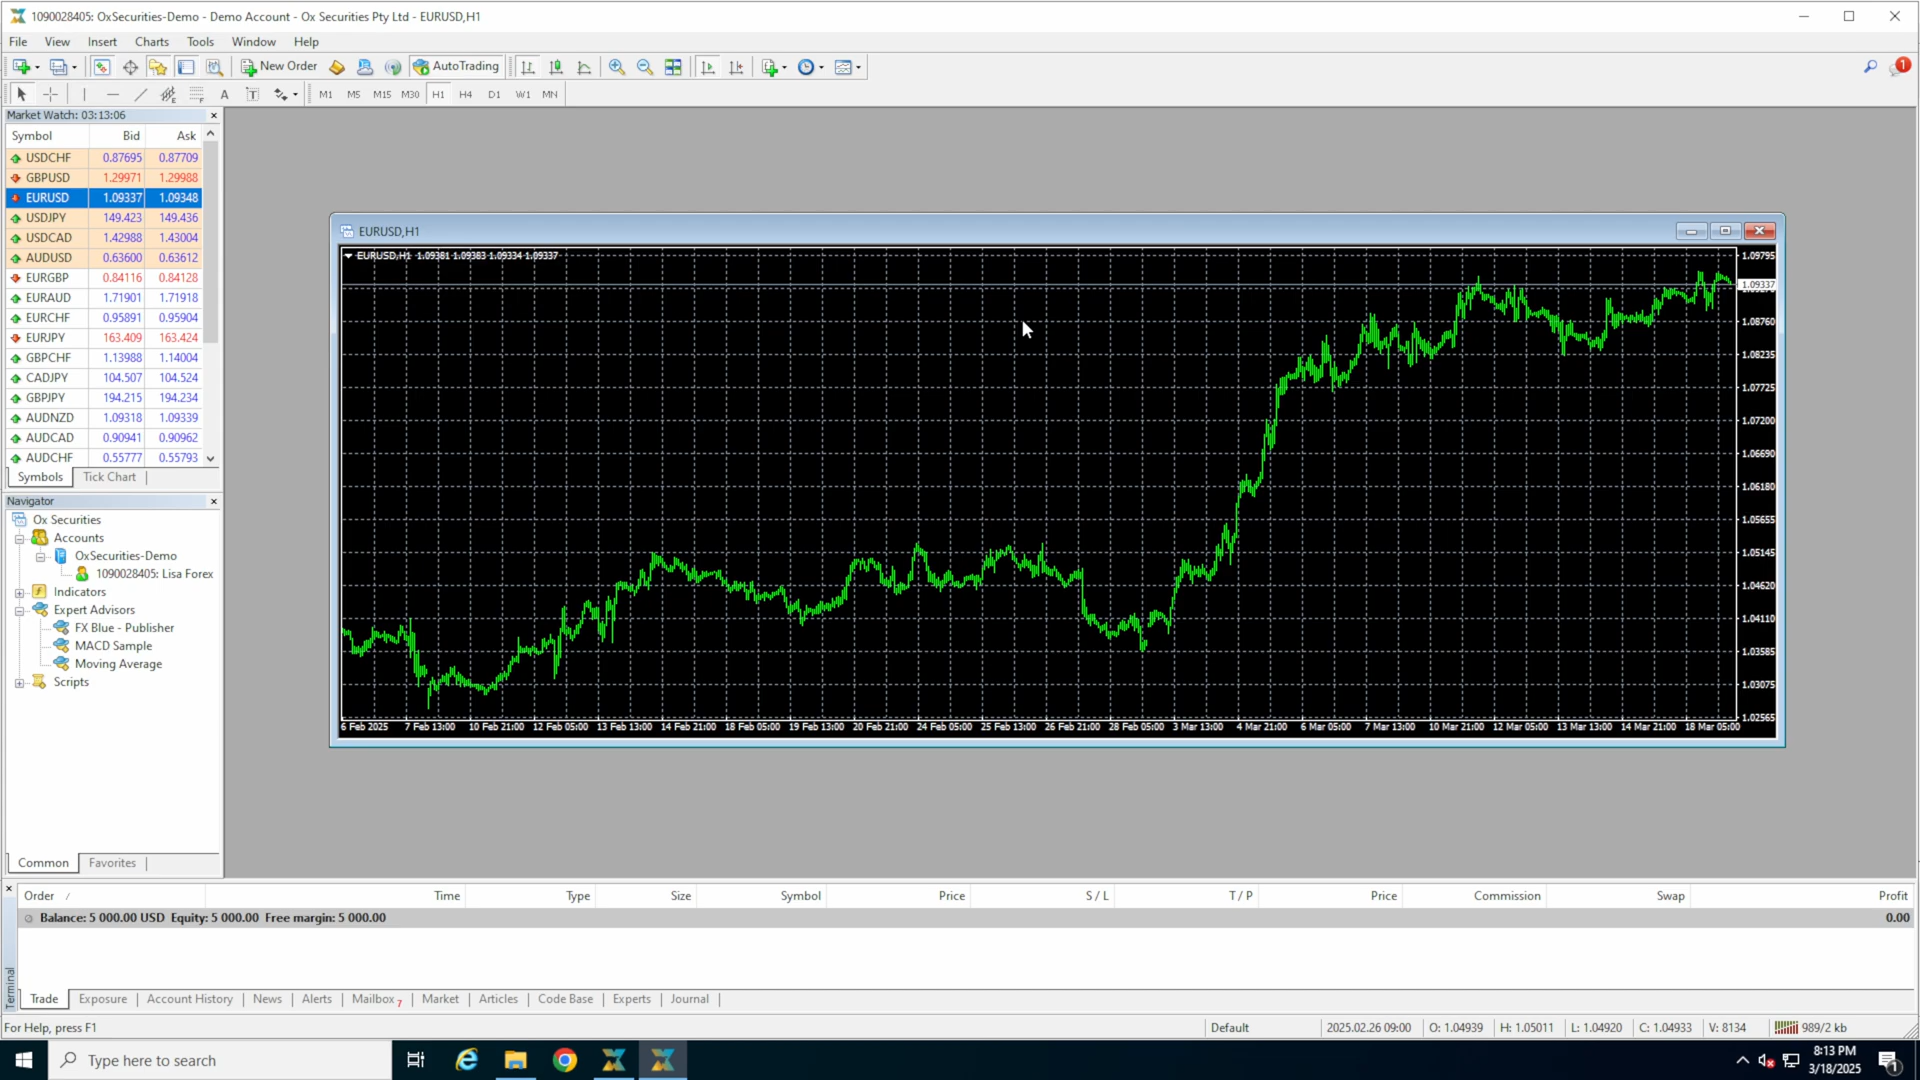 1090028405: OxSecurities-Demo - Demo Account - Ox Securities Pty Ltd - EURUSD,H1
File View Insert Charts Tools Window Help
New Order AutoTrading 1
A T M1 M5 M15 M30 H1 H4 D1 W1 MN
Market Watch: 03:13:06
Symbol Bid Ask
USDCHF 0.87695 0.87709
GBPUSD 1.29971 1.29988
EURUSD 1.09337 1.09348
USDJPY 149.423 149.436
USDCAD 1.42988 1.43004
AUDUSD 0.63600 0.63612
EURGBP 0.84116 0.84128
EURAUD 1.71901 1.71918
EURCHF 0.95891 0.95904
EURJPY 163.409 163.424
GBPCHF 1.13988 1.14004
CADJPY 104.507 104.524
GBPJPY 194.215 194.234
AUDNZD 1.09318 1.09339
AUDCAD 0.90941 0.90962
AUDCHF 0.55777 0.55793
Symbols Tick Chart
Navigator
Ox Securities
Accounts
OxSecurities-Demo
1090028405: Lisa Forex
Indicators
Expert Advisors
FX Blue - Publisher
MACD Sample
Moving Average
Scripts
Common Favorites
EURUSD,H1
EURUSD,H1 1.09381 1.09383 1.09334 1.09337
1.09795
1.09337
1.08760
1.08235
1.07725
1.07200
1.06690
1.06180
1.05655
1.05145
1.04620
1.04110
1.03585
1.03075
1.02565
6 Feb 2025 7 Feb 13:00 10 Feb 21:00 12 Feb 05:00 13 Feb 13:00 14 Feb 21:00 18 Feb 05:00 19 Feb 13:00 20 Feb 21:00 24 Feb 05:00 25 Feb 13:00 26 Feb 21:00 28 Feb 05:00 3 Mar 13:00 4 Mar 21:00 6 Mar 05:00 7 Mar 13:00 10 Mar 21:00 12 Mar 05:00 13 Mar 13:00 14 Mar 21:00 18 Mar 05:00
Order / Time Type Size Symbol Price S / L T / P Price Commission Swap Profit
Balance: 5 000.00 USD Equity: 5 000.00 Free margin: 5 000.00 0.00
Terminal
Trade Exposure Account History News Alerts Mailbox 7 Market Articles Code Base Experts Journal
For Help, press F1 Default 2025.02.26 09:00 O: 1.04939 H: 1.05011 L: 1.04920 C: 1.04933 V: 8134 989/2 kb
Type here to search
8:13 PM
3/18/2025
1